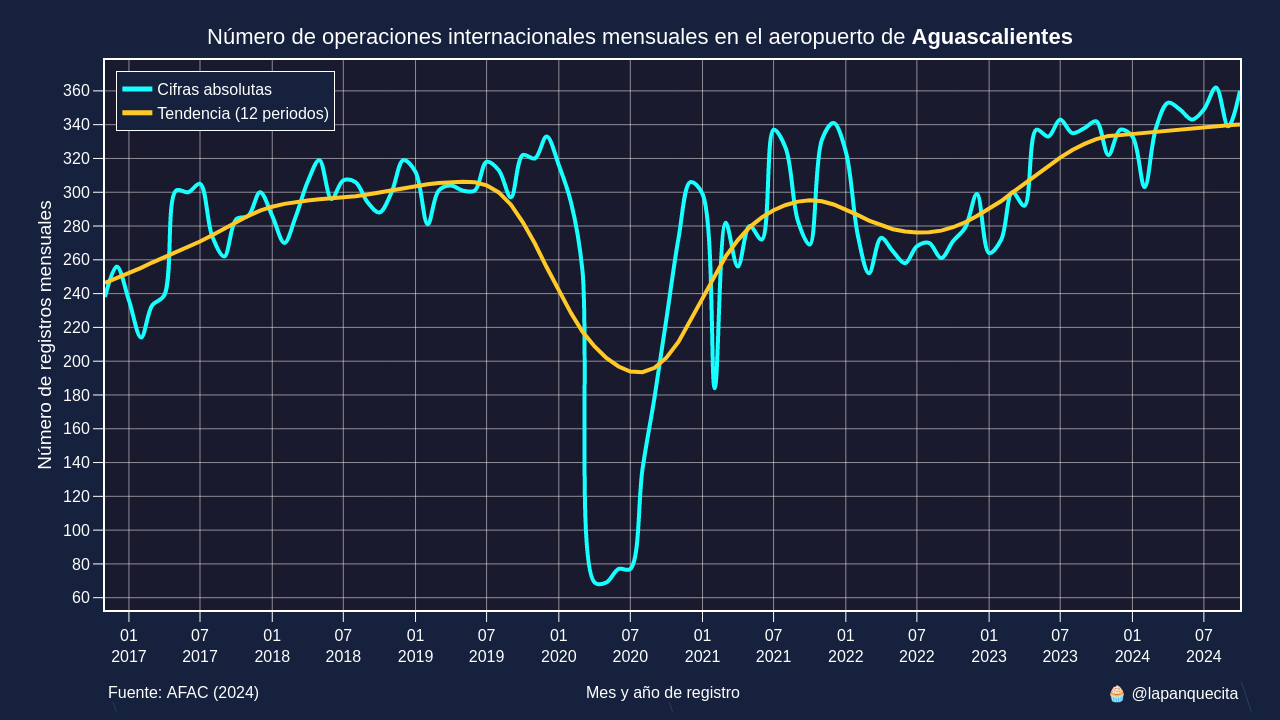 Número de operaciones internacionales mensuales en el aeropuerto de Aguascalientes
Cifras absolutas
Tendencia (12 periodos)
Número de registros mensuales
360
340
320
300
280
260
240
220
200
180
160
140
120
100
80
60
01 07 01 07 01 07 01 07 01 07 01 07 01 07 01 07
2017 2017 2018 2018 2019 2019 2020 2020 2021 2021 2022 2022 2023 2023 2024 2024
Fuente: AFAC (2024) Mes y año de registro 🧁 @lapanquecita